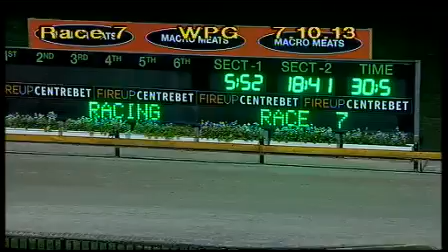 Race 7 WPG 7-10-13
MACRO MEATS MACRO MEATS
SECT-1 SECT-2 TIME
1ST 2ND 3RD 4TH 5TH 6TH 5:52 18:41 30:5
FIREUP CENTREBET FIREUP CENTREBET FIREUP CENTREBET FIREUP CENTREBET
RACING RACE 7